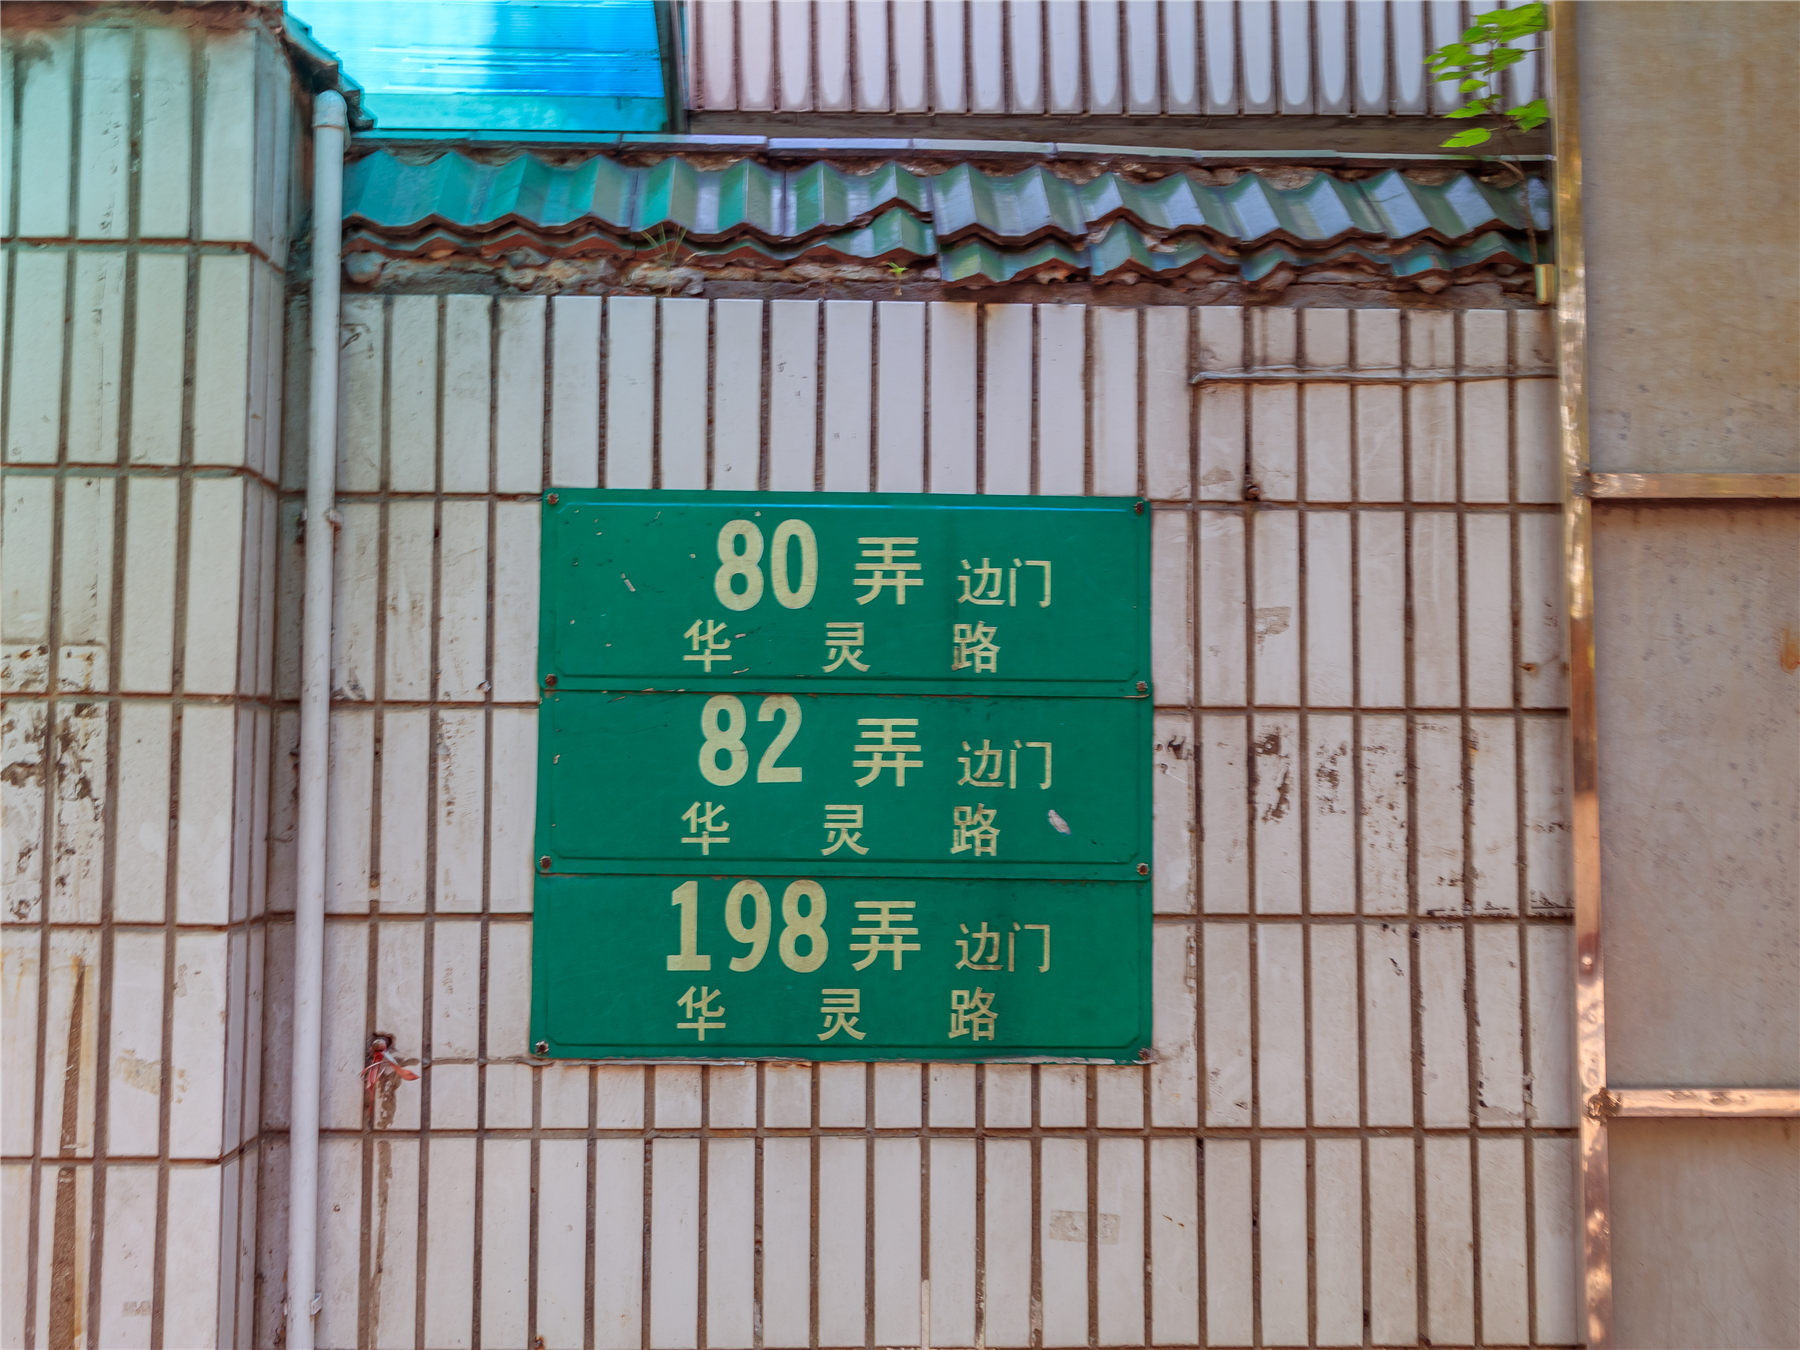 80 弄 边门
华 灵 路
82 弄 边门
华 灵 路
198 弄 边门
华 灵 路